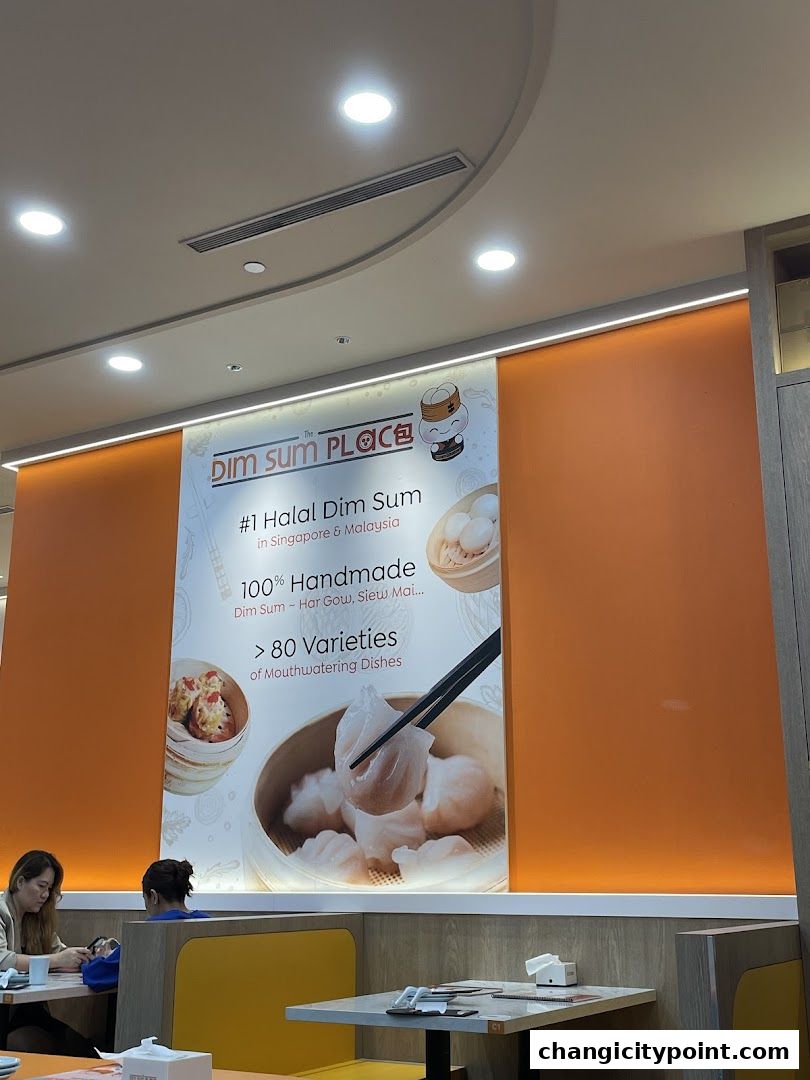 The
DIM SUM PLAC包
#1 Halal Dim Sum
in Singapore & Malaysia
100% Handmade
Dim Sum ~ Har Gow, Siew Mai...
> 80 Varieties
of Mouthwatering Dishes
C1
changicitypoint.com